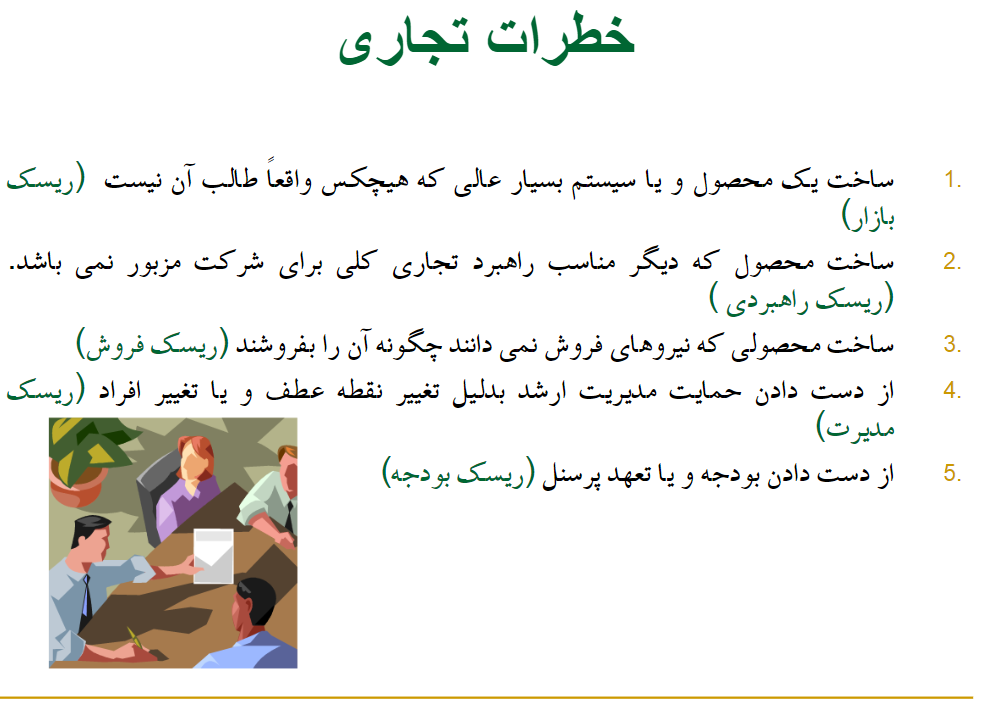 خطرات تجاری
1. ساخت یک محصول و یا سیستم بسیار عالی که هیچکس واقعاً طالب آن نیست (ریسک
بازار)
2. ساخت محصول که دیگر مناسب راهبرد تجاری کلی برای شرکت مزبور نمی باشد.
(ریسک راهبردی )
3. ساخت محصولی که نیروهای فروش نمی دانند چگونه آن را بفروشند (ریسک فروش)
4. از دست دادن حمایت مدیریت ارشد بدلیل تغییر نقطه عطف و یا تغییر افراد (ریسک
مدیرت)
5. از دست دادن بودجه و یا تعهد پرسنل (ریسک بودجه)